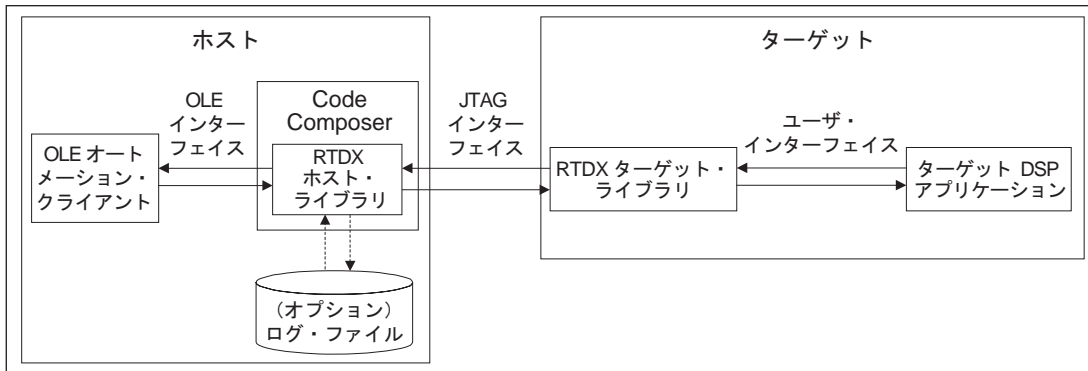 ホスト
ターゲット
OLE
インター
フェイス
Code
Composer
JTAG
インター
フェイス
ユーザ・
インターフェイス
OLE オート
メーション・
クライアント
RTDX
ホスト・
ライブラリ
RTDX ターゲット・
ライブラリ
ターゲット DSP
アプリケーション
(オプション)
ログ・ファイル